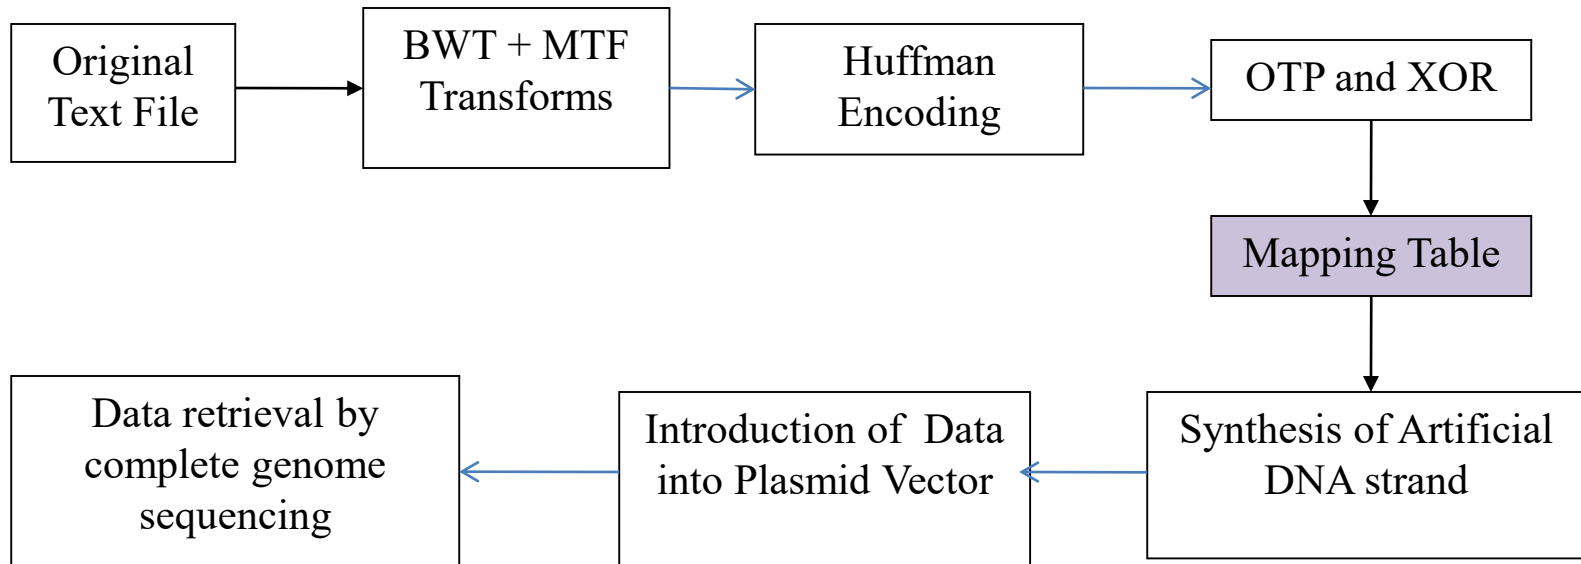 Original
Text File
BWT + MTF
Transforms
Huffman
Encoding
OTP and XOR
Mapping Table
Synthesis of Artificial
DNA strand
Introduction of  Data
into Plasmid Vector
Data retrieval by
complete genome
sequencing